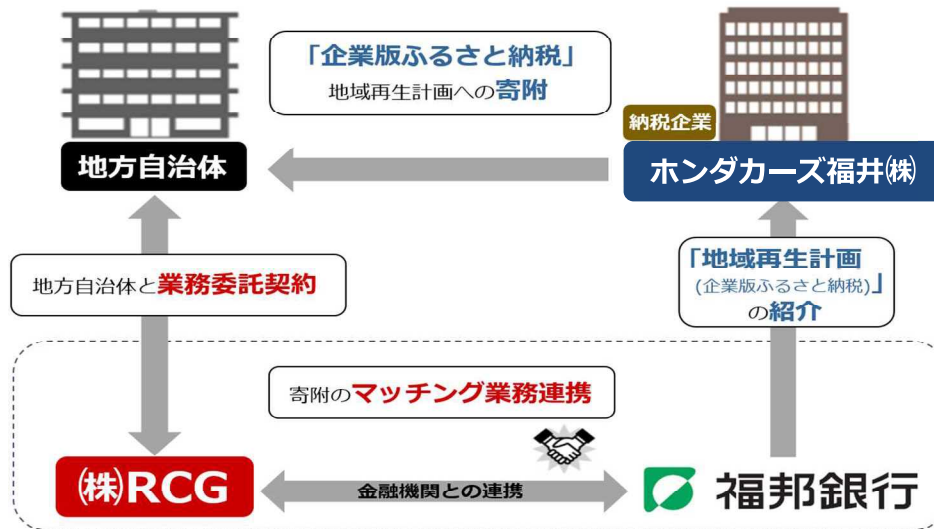 「企業版ふるさと納税」
地域再生計画への寄附
納税企業
地方自治体
ホンダカーズ福井㈱
地方自治体と業務委託契約
「地域再生計画
(企業版ふるさと納税)」
の紹介
寄附のマッチング業務連携
㈱RCG
金融機関との連携
福邦銀行